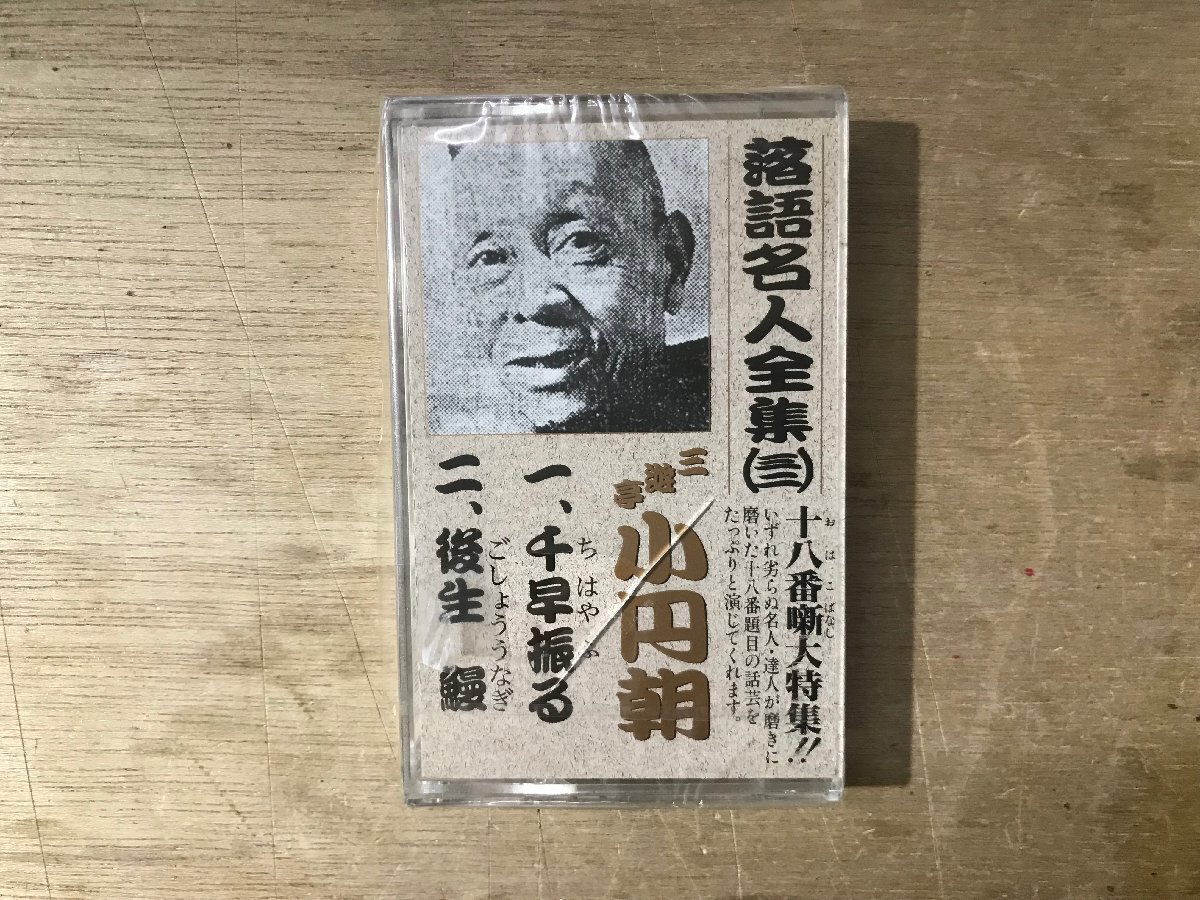 落語名人全集(三)
十八番噺大特集!!
おはこばなし
いずれ劣らぬ名人・達人が磨きに
磨いた十八番題目の話芸を
たっぷりと演じてくれます。
三遊亭
小円朝
一、千早振る
ちはやふ
二、後生鰻
ごしょううなぎ